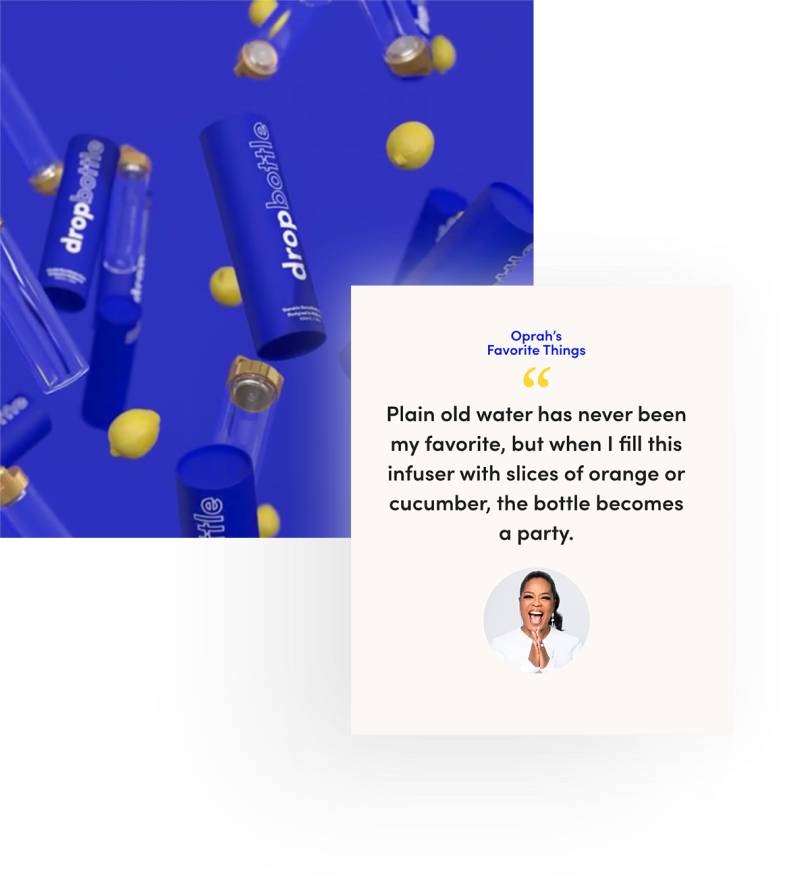 dropbottle
dropbottle
Oprah's
Favorite Things
“
Plain old water has never been
my favorite, but when I fill this
infuser with slices of orange or
cucumber, the bottle becomes
a party.